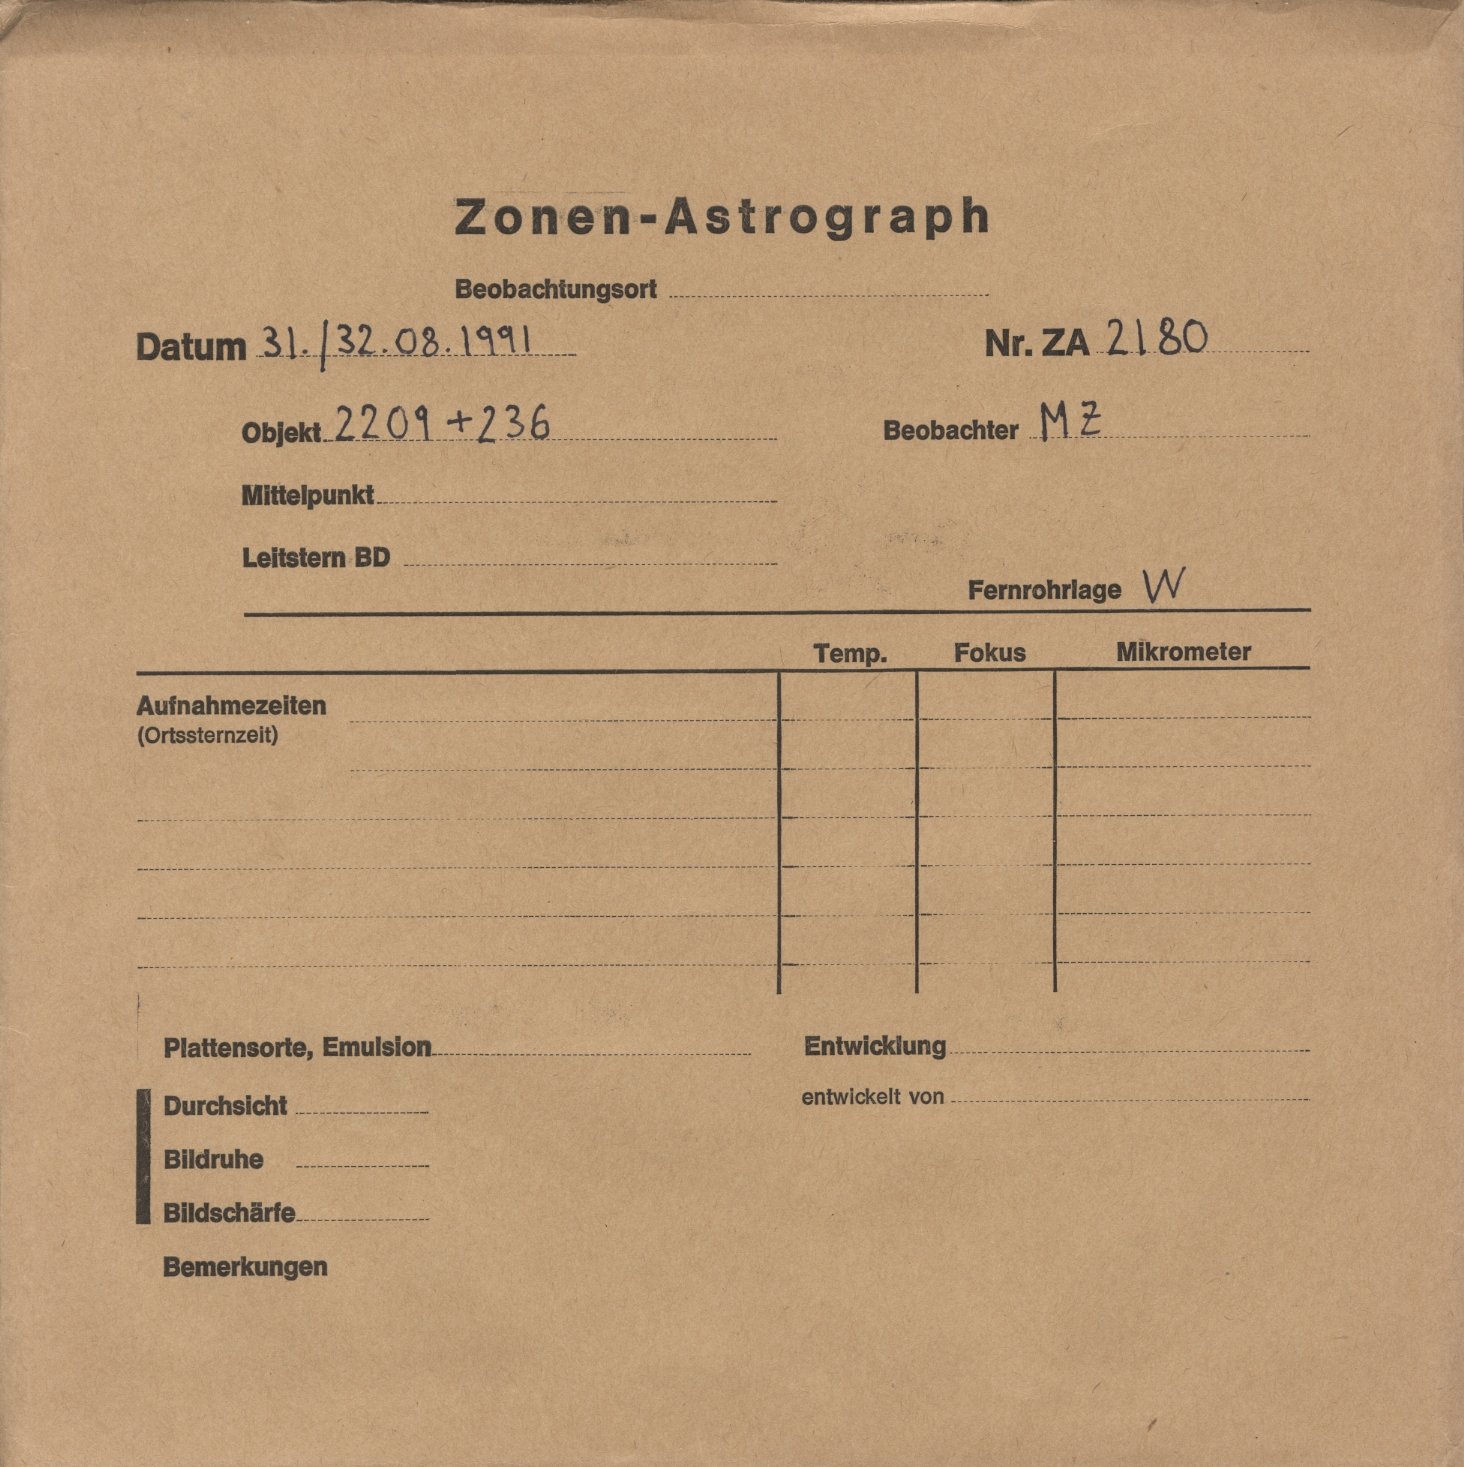 Zonen-Astrograph
Beobachtungsort
Datum 31./32.08.1991 Nr. ZA 2180
Objekt 2209+236 Beobachter MZ
Mittelpunkt
Leitstern BD
Fernrohrlage W
Temp. Fokus Mikrometer
Aufnahmezeiten
(Ortssternzeit)
Plattensorte, Emulsion Entwicklung
Durchsicht entwickelt von
Bildruhe
Bildschärfe
Bemerkungen